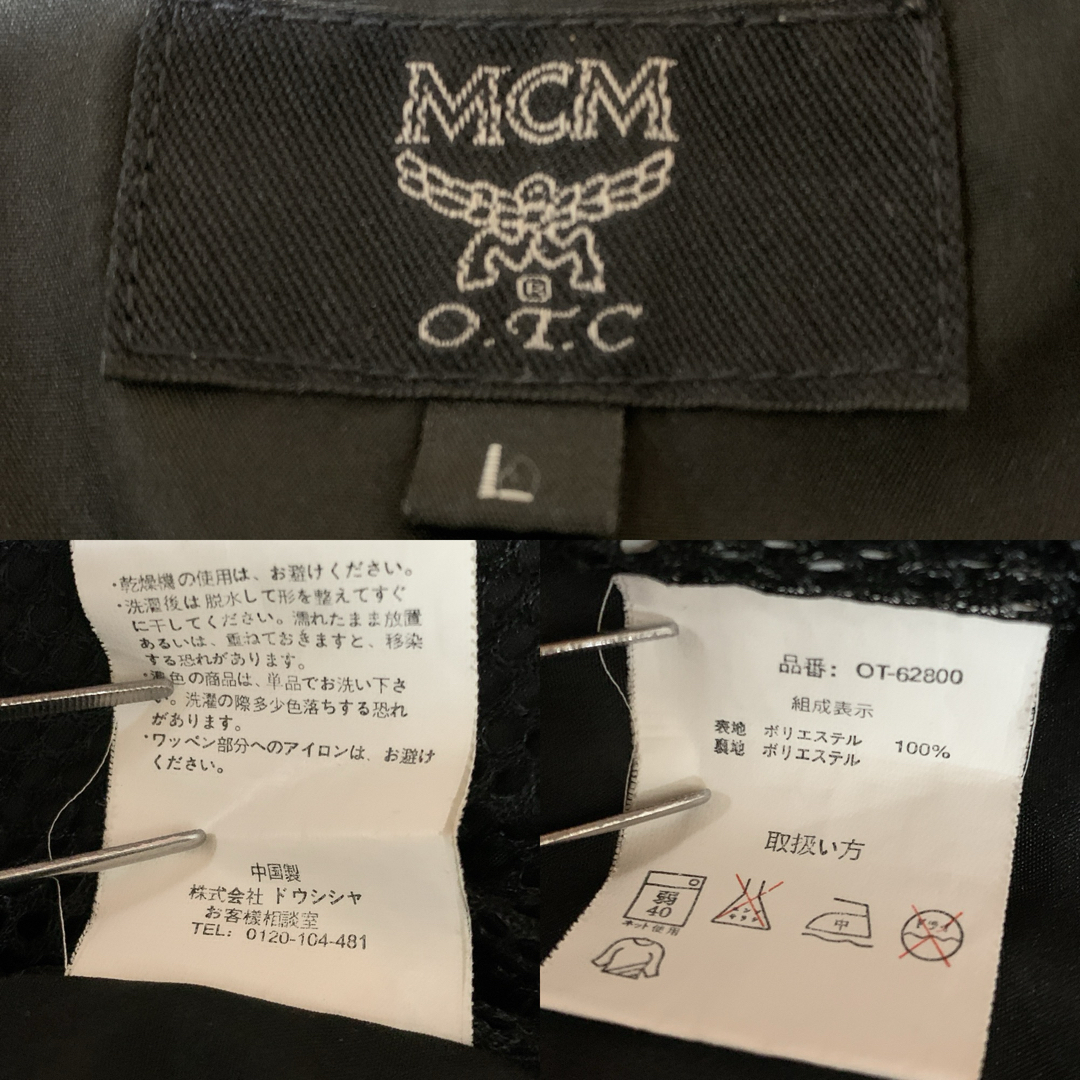 MCM
®
O.T.C
L
・乾燥機の使用は、お避けください。
・洗濯後は脱水して形を整えてすぐ
に干してください。濡れたまま放置
あるいは、重ねておきますと、移染
する恐れがあります。
・濃色の商品は、単品でお洗い下さ
い。洗濯の際多少色落ちする恐れ
があります。
・ワッペン部分へのアイロンは、お避け
ください。
中国製
株式会社 ドウシシャ
お客様相談室
TEL: 0120-104-481
品番: OT-62800
組成表示
表地 ポリエステル 100%
裏地 ポリエステル
取扱い方
弱
40
ネット使用
エンソサラシ
中
ドライ